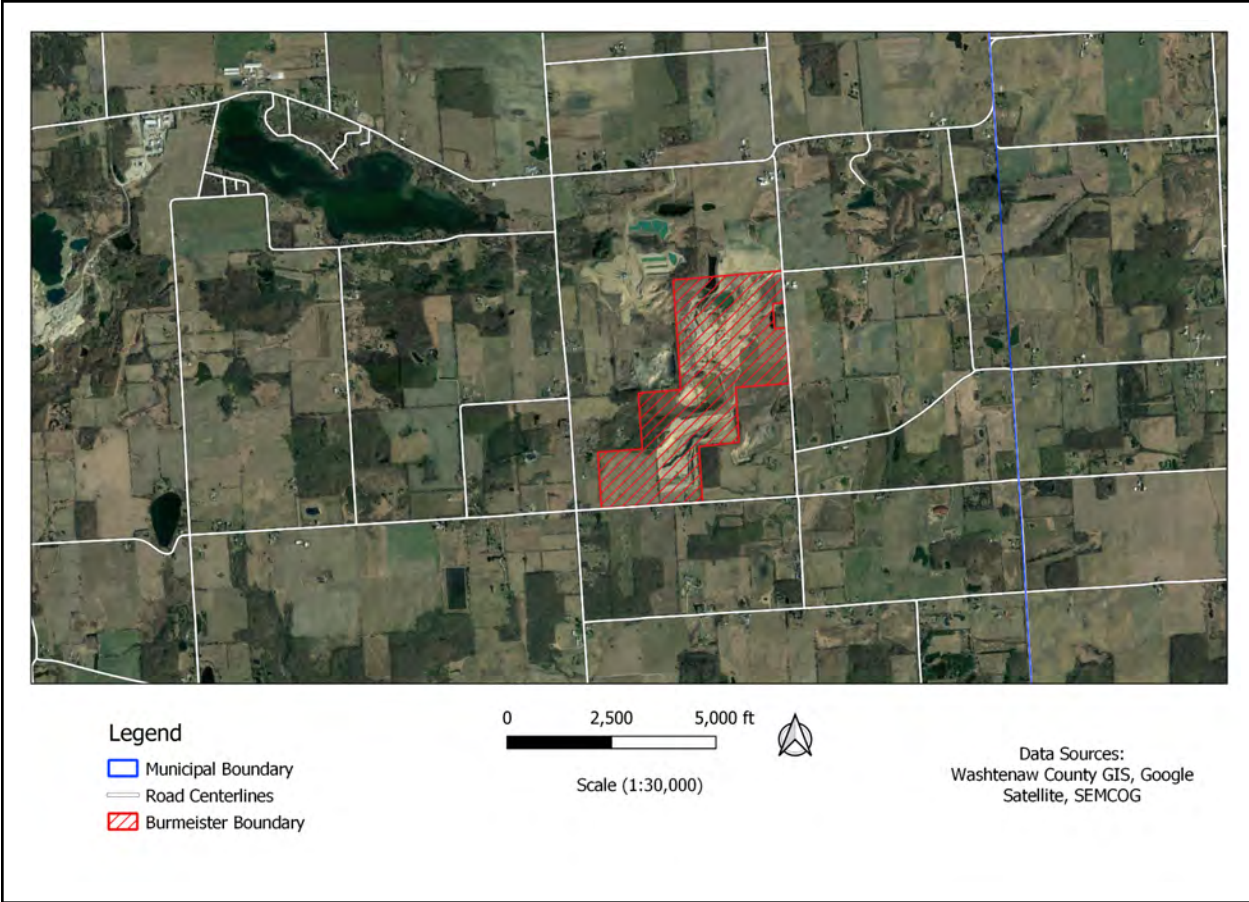 Legend
Municipal Boundary
Road Centerlines
Burmeister Boundary
0 2,500 5,000 ft
Scale (1:30,000)
Data Sources:
Washtenaw County GIS, Google
Satellite, SEMCOG